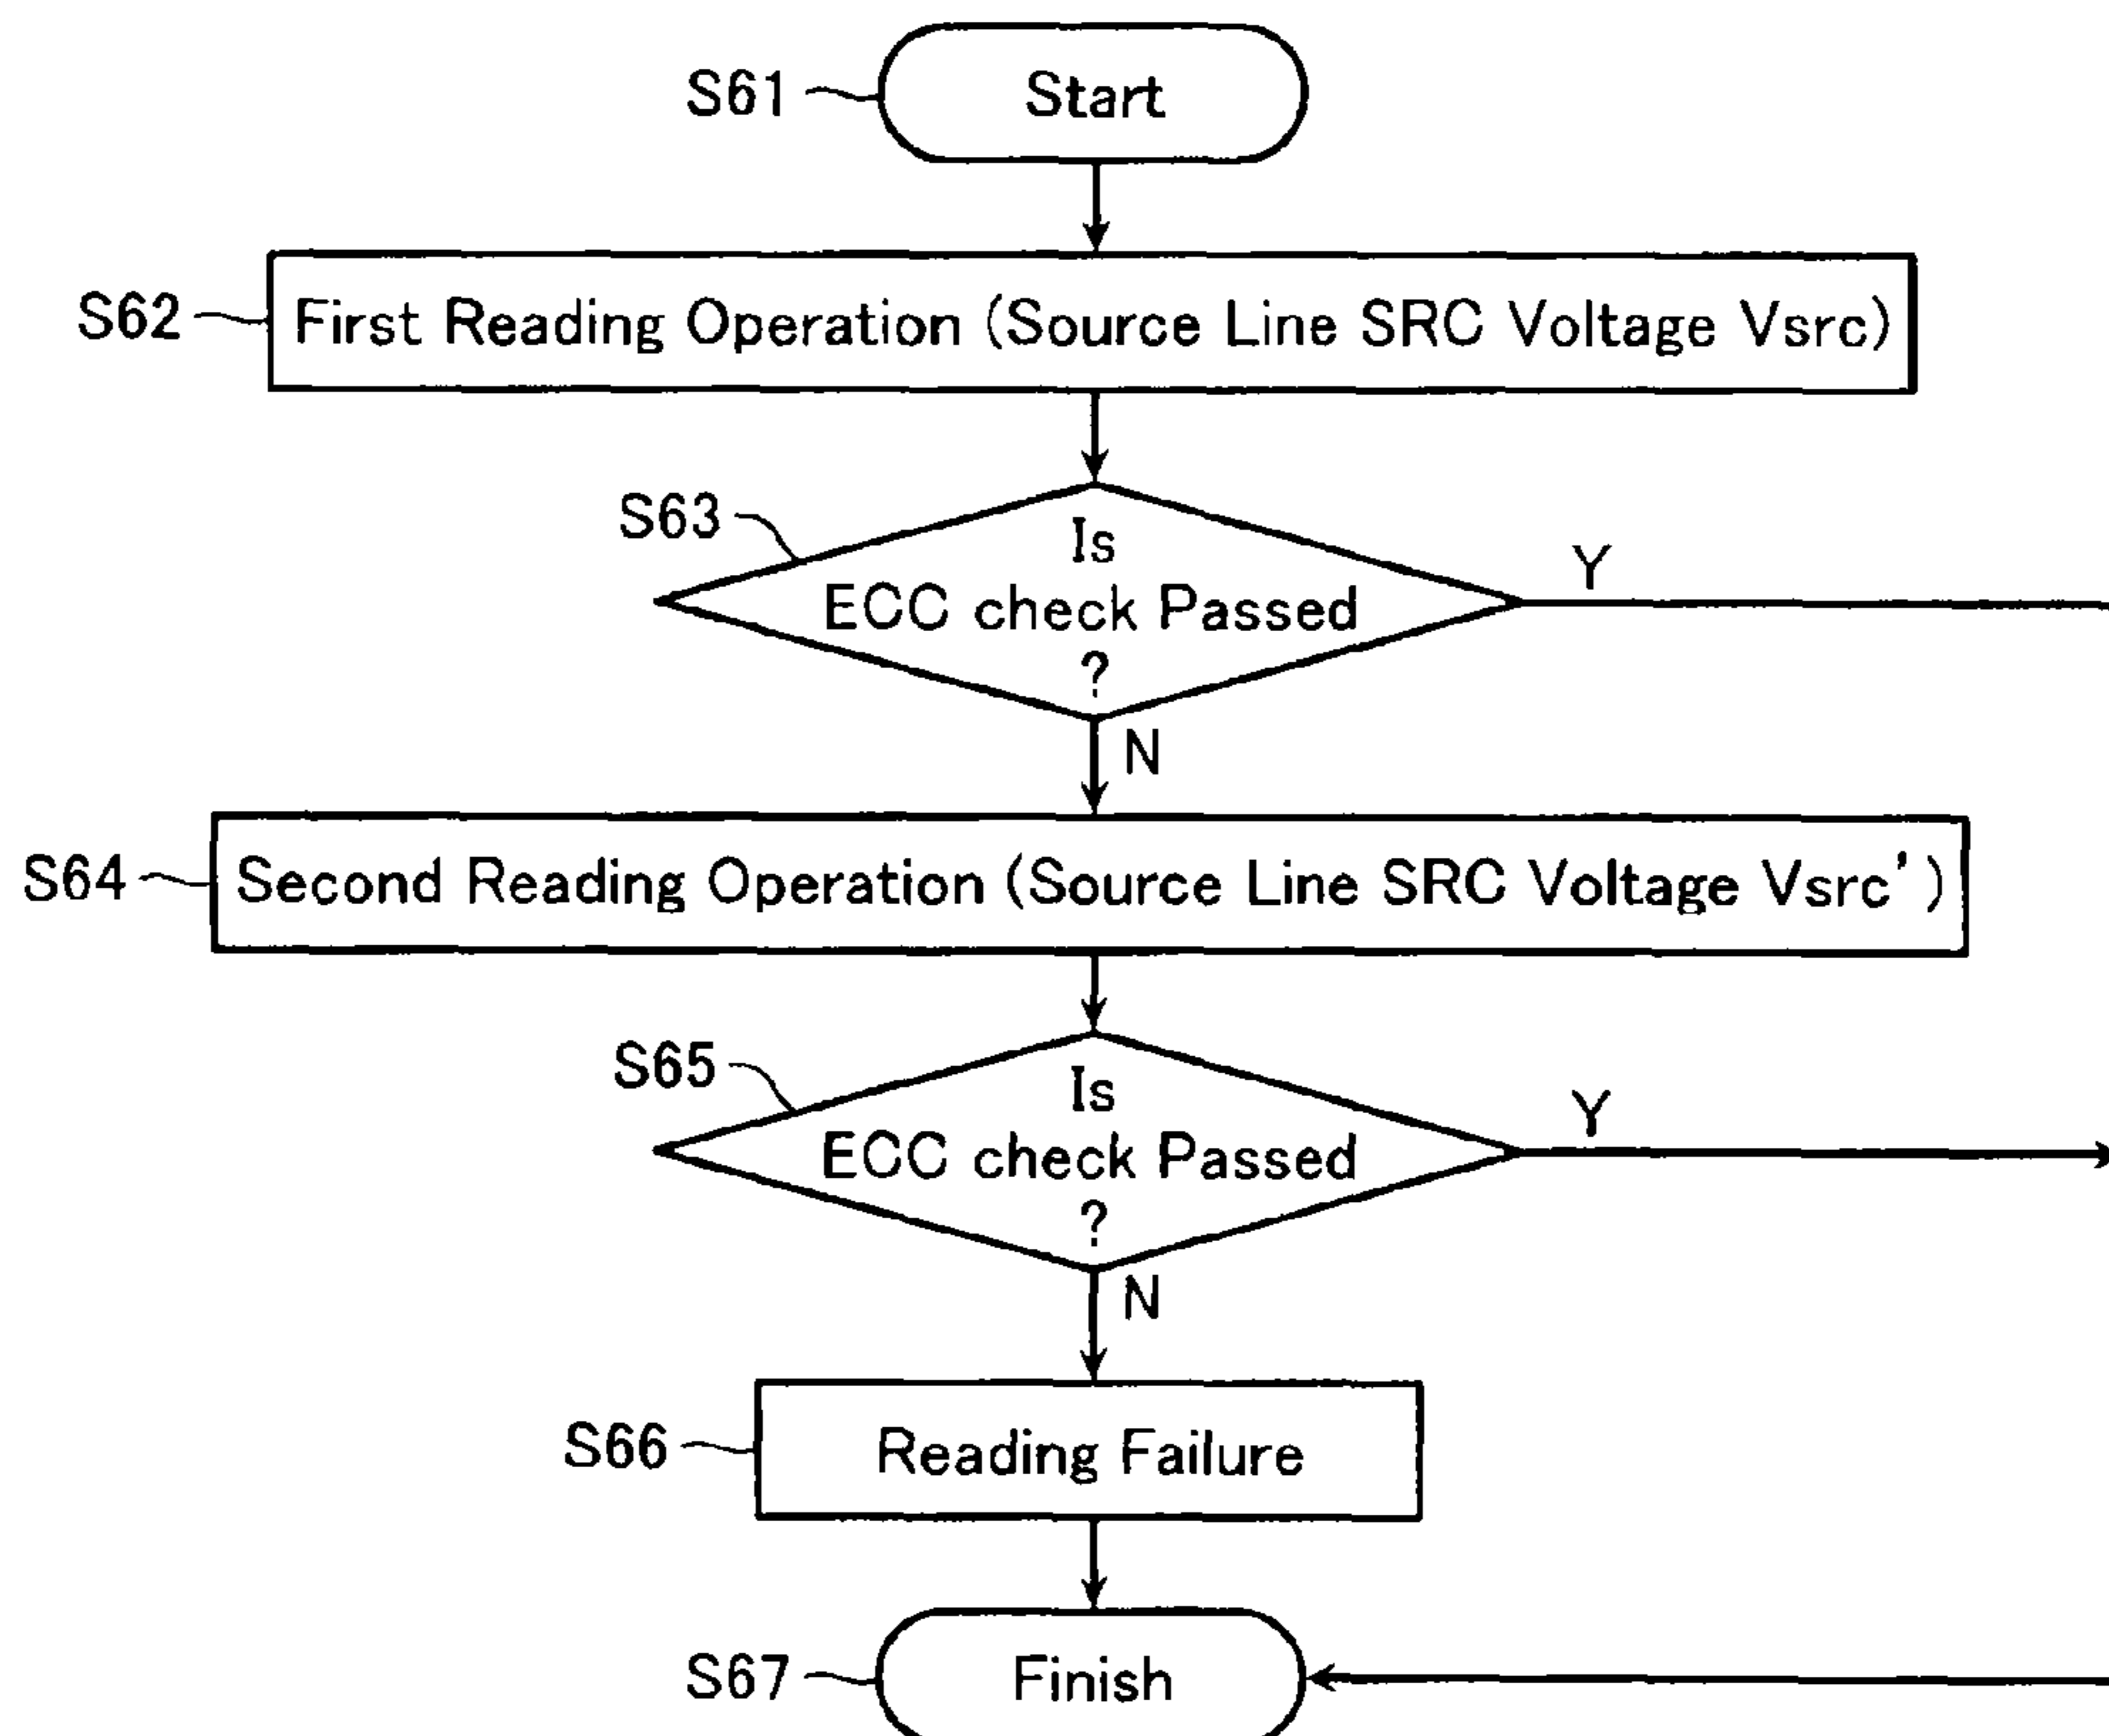 S61
Start
S62
First Reading Operation (Source Line SRC Voltage Vsrc)
S63
Is
ECC check Passed
?
Y
N
S64
Second Reading Operation (Source Line SRC Voltage Vsrc')
S65
Is
ECC check Passed
?
Y
N
S66
Reading Failure
S67
Finish